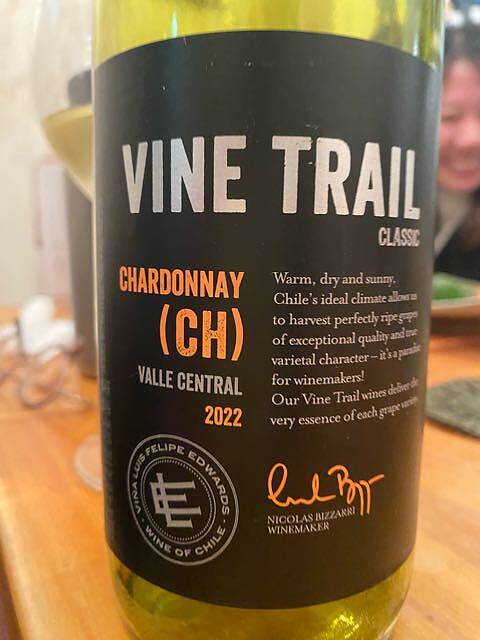 VINE TRAIL
CLASSIC
CHARDONNAY
(CH)
VALLE CENTRAL
2022
Warm, dry and sunny,
Chile's ideal climate allows us
to harvest perfectly ripe grapes
of exceptional quality and true
varietal character – it's a paradise
for winemakers!
Our Vine Trail wines deliver the
very essence of each grape variety.
VIÑA LUIS FELIPE EDWARDS
WINE OF CHILE
NICOLAS BIZZARRI
WINEMAKER